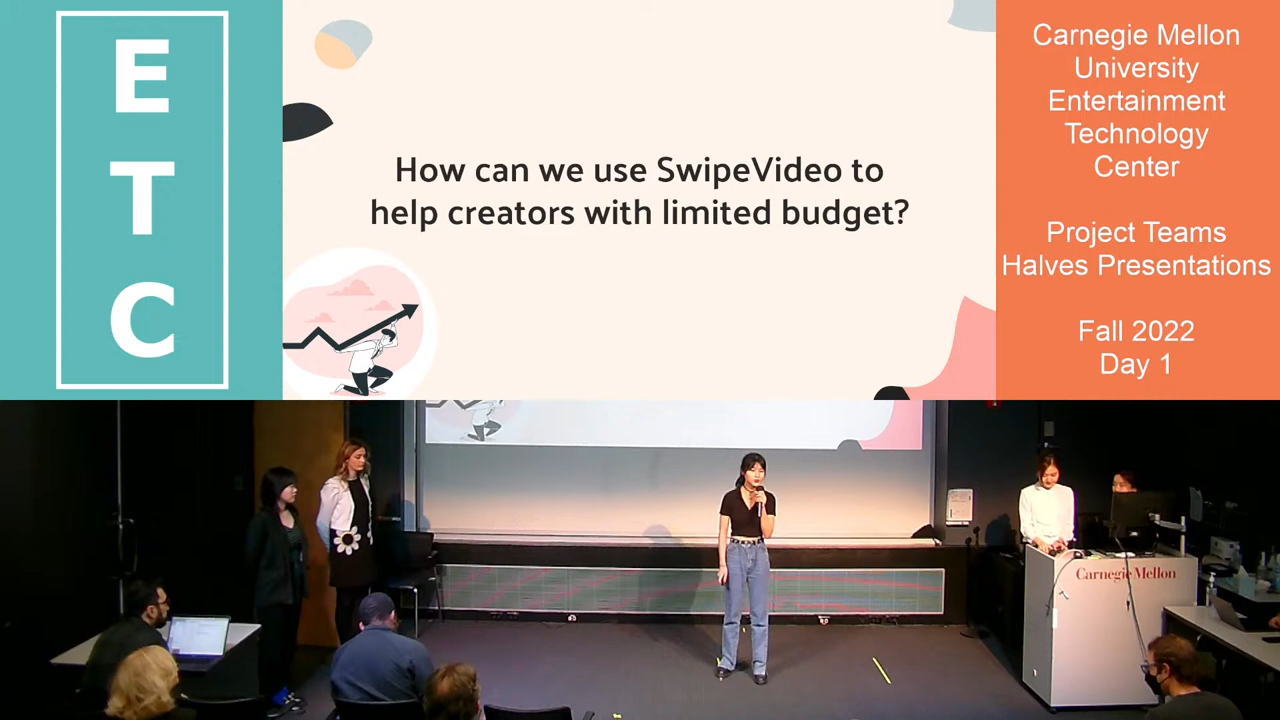 E
T
C
How can we use SwipeVideo to
help creators with limited budget?
Carnegie Mellon
University
Entertainment
Technology
Center
Project Teams
Halves Presentations
Fall 2022
Day 1
Carnegie Mellon